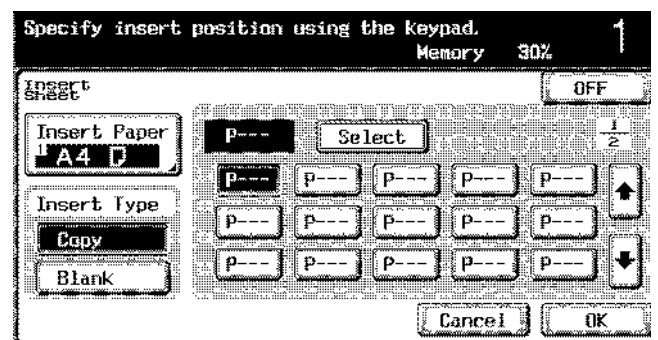 Specify insert position using the keypad.
Memory 30% 1
Insert
Sheet
OFF
Insert Paper
1 A4
P--- Select 1/2
P--- P--- P--- P--- P---
Insert Type
P--- P--- P--- P--- P---
Copy
P--- P--- P--- P--- P---
Blank
Cancel OK